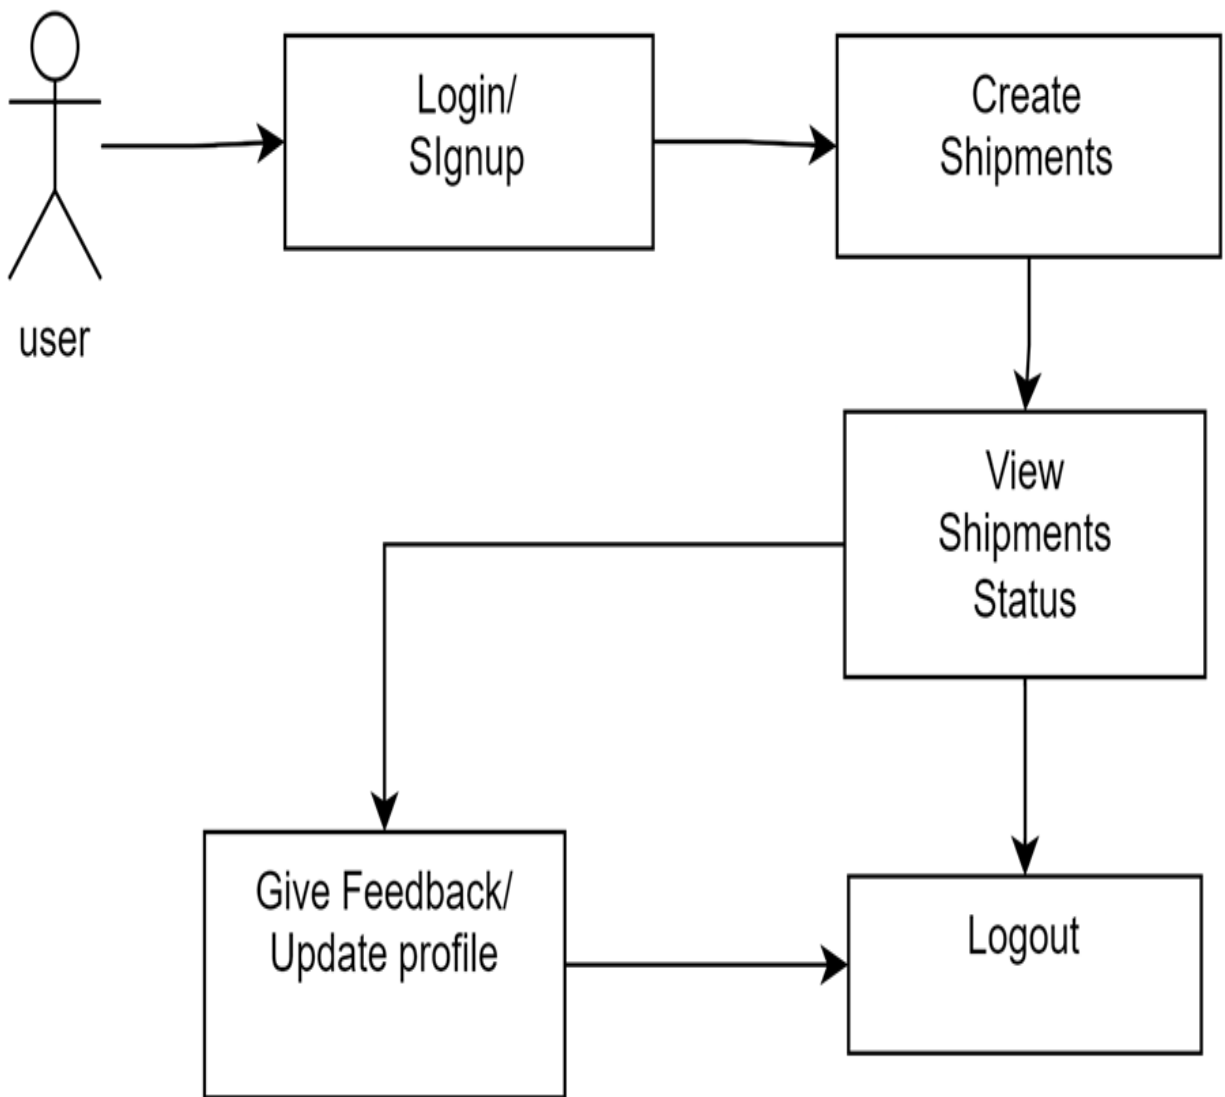 Login/
SIgnup
Create
Shipments
user
View
Shipments
Status
Give Feedback/
Update profile
Logout